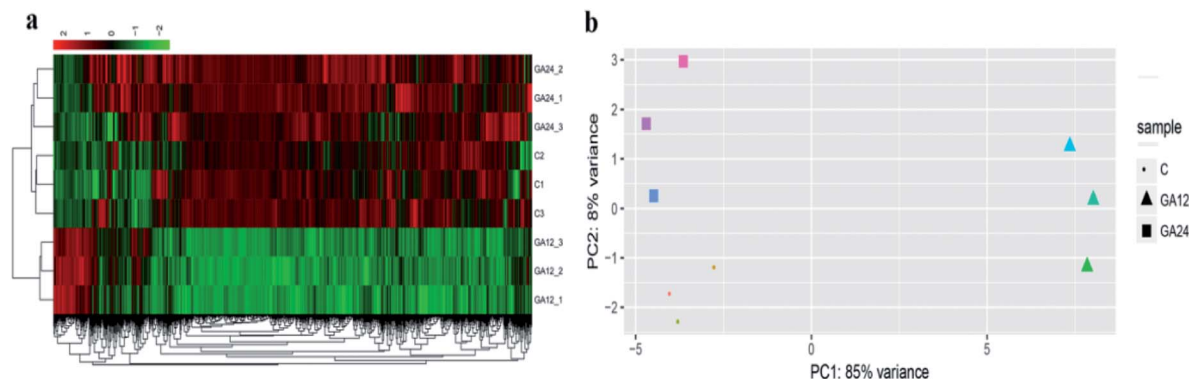 a
2 1 0 -1 -2
GA24_2
GA24_1
GA24_3
C2
C1
C3
GA12_3
GA12_2
GA12_1
b
PC2: 8% variance
3
2
1
0
-1
-2
-5 0 5
PC1: 85% variance
sample
C
GA12
GA24